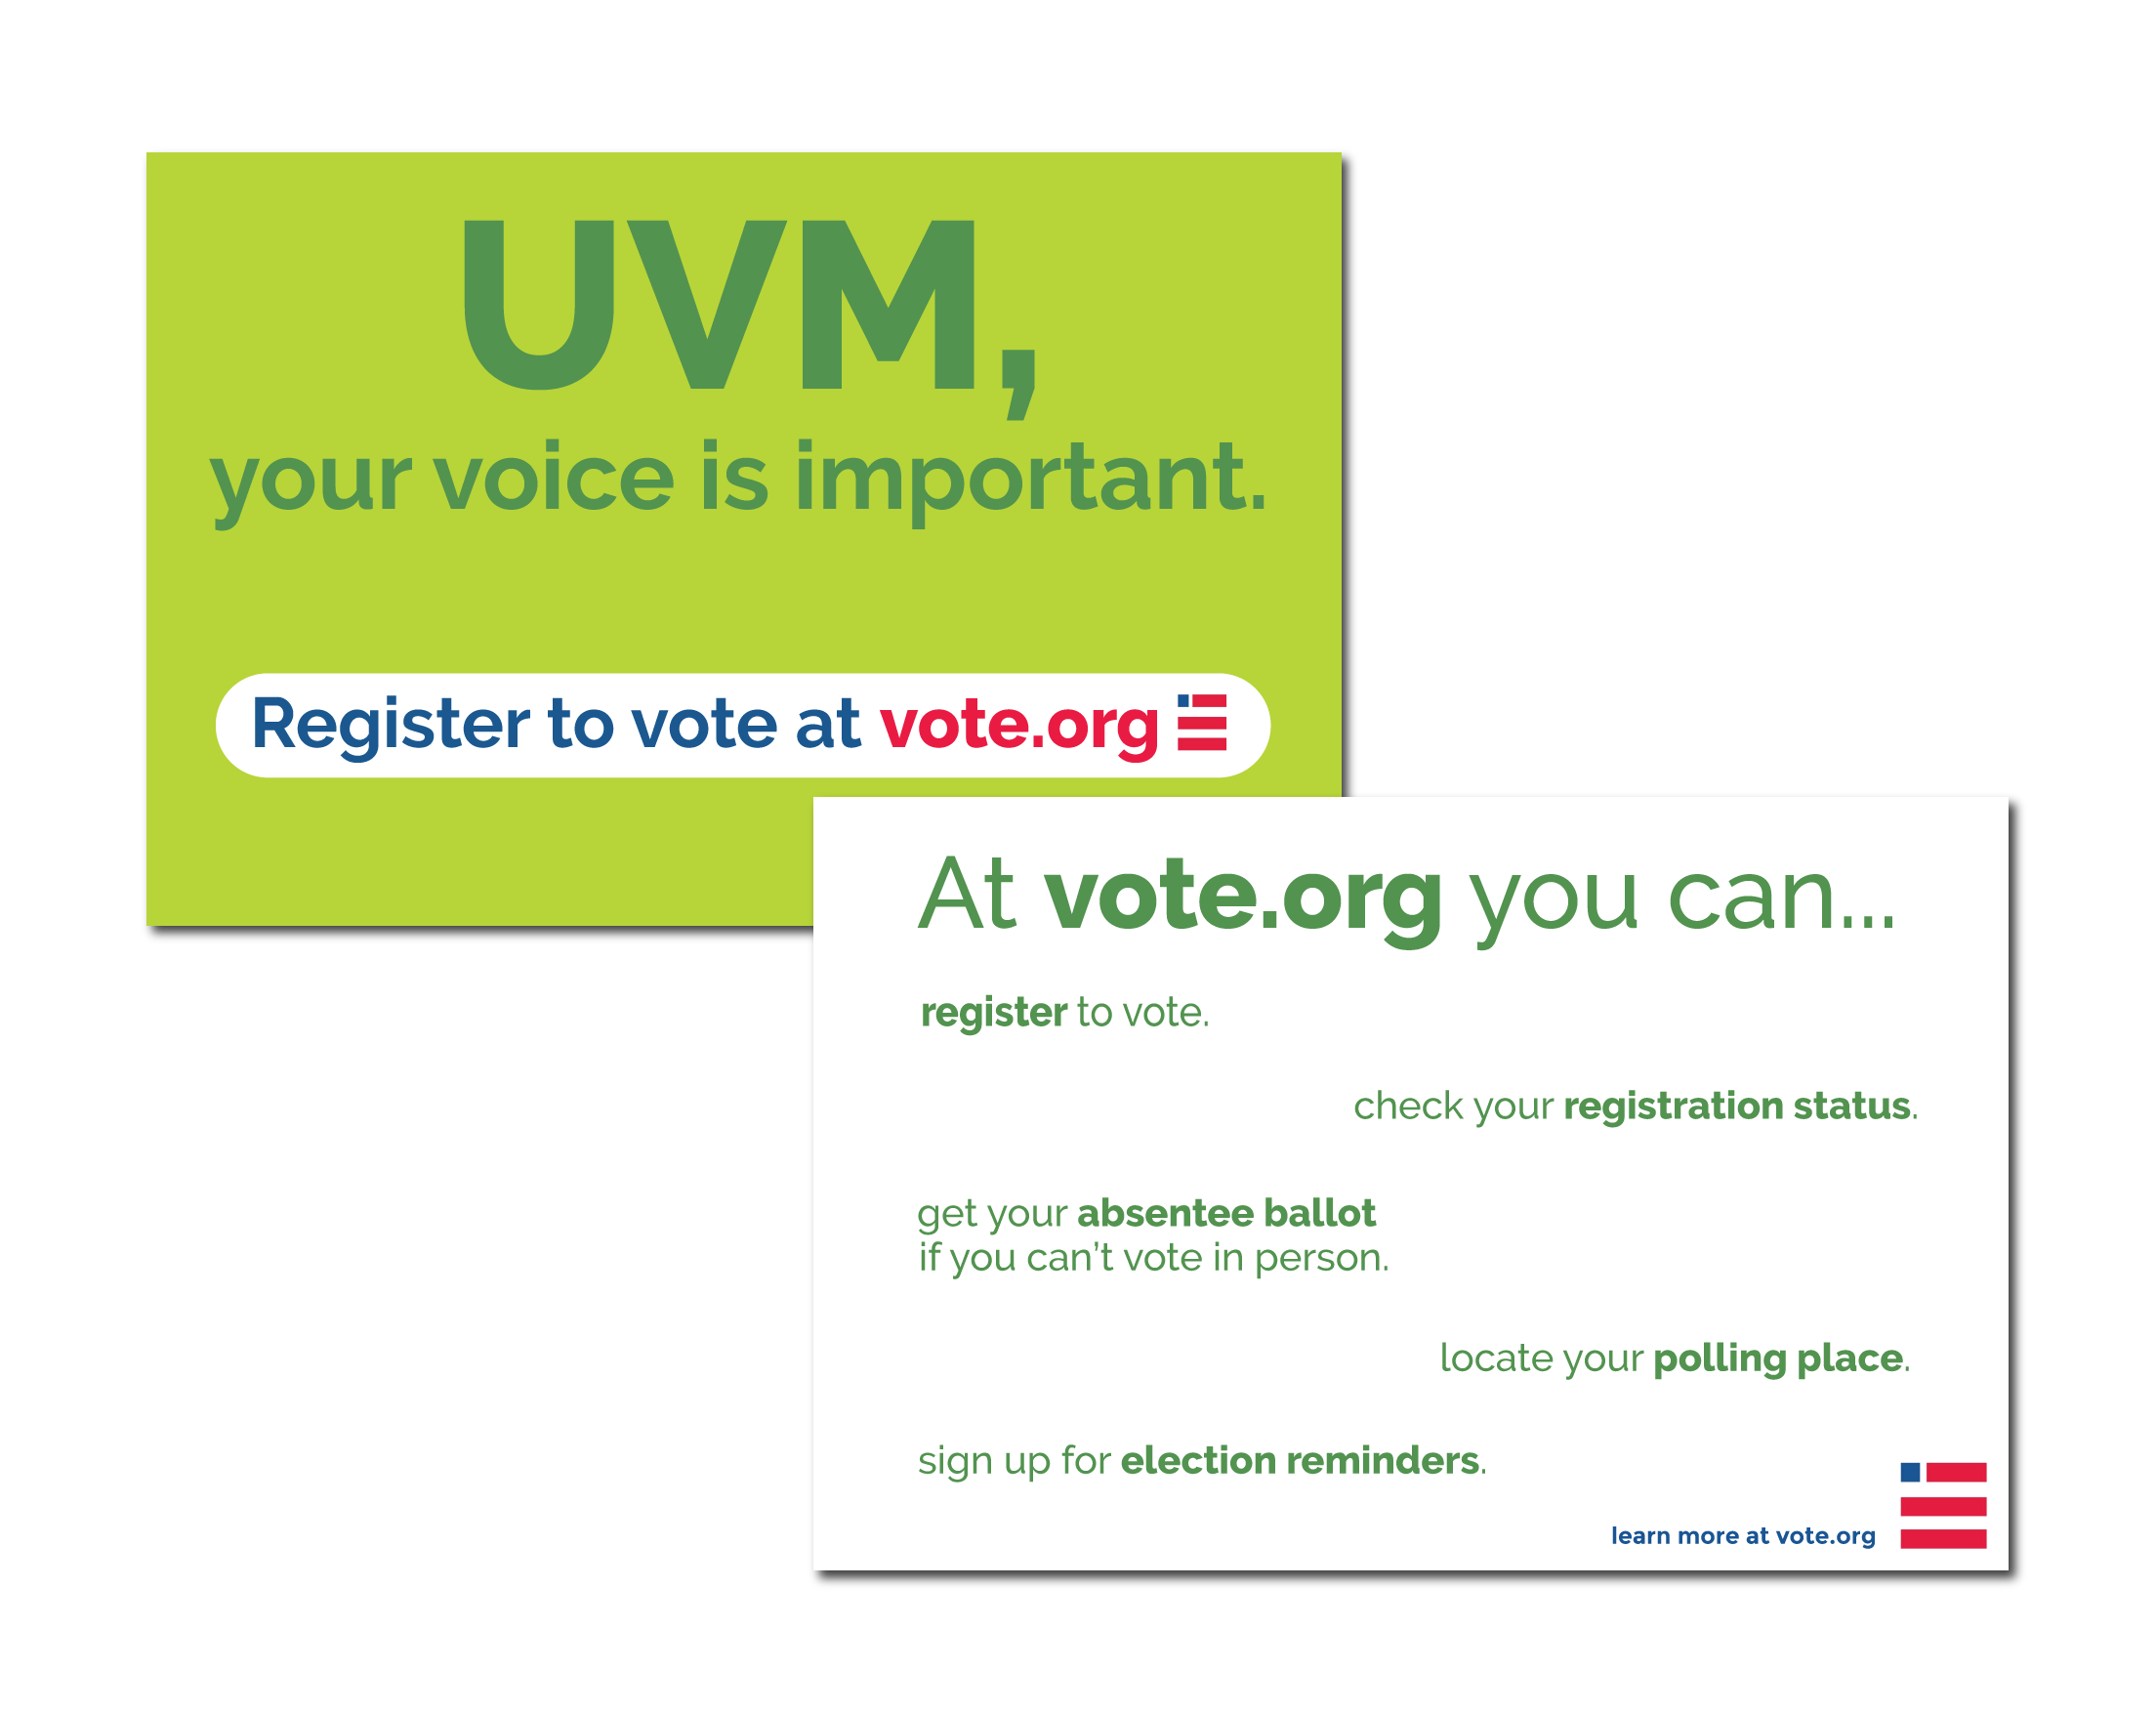 UVM,
your voice is important.
Register to vote at vote.org
At vote.org you can...
register to vote.
check your registration status.
get your absentee ballot
if you can't vote in person.
locate your polling place.
sign up for election reminders.
learn more at vote.org